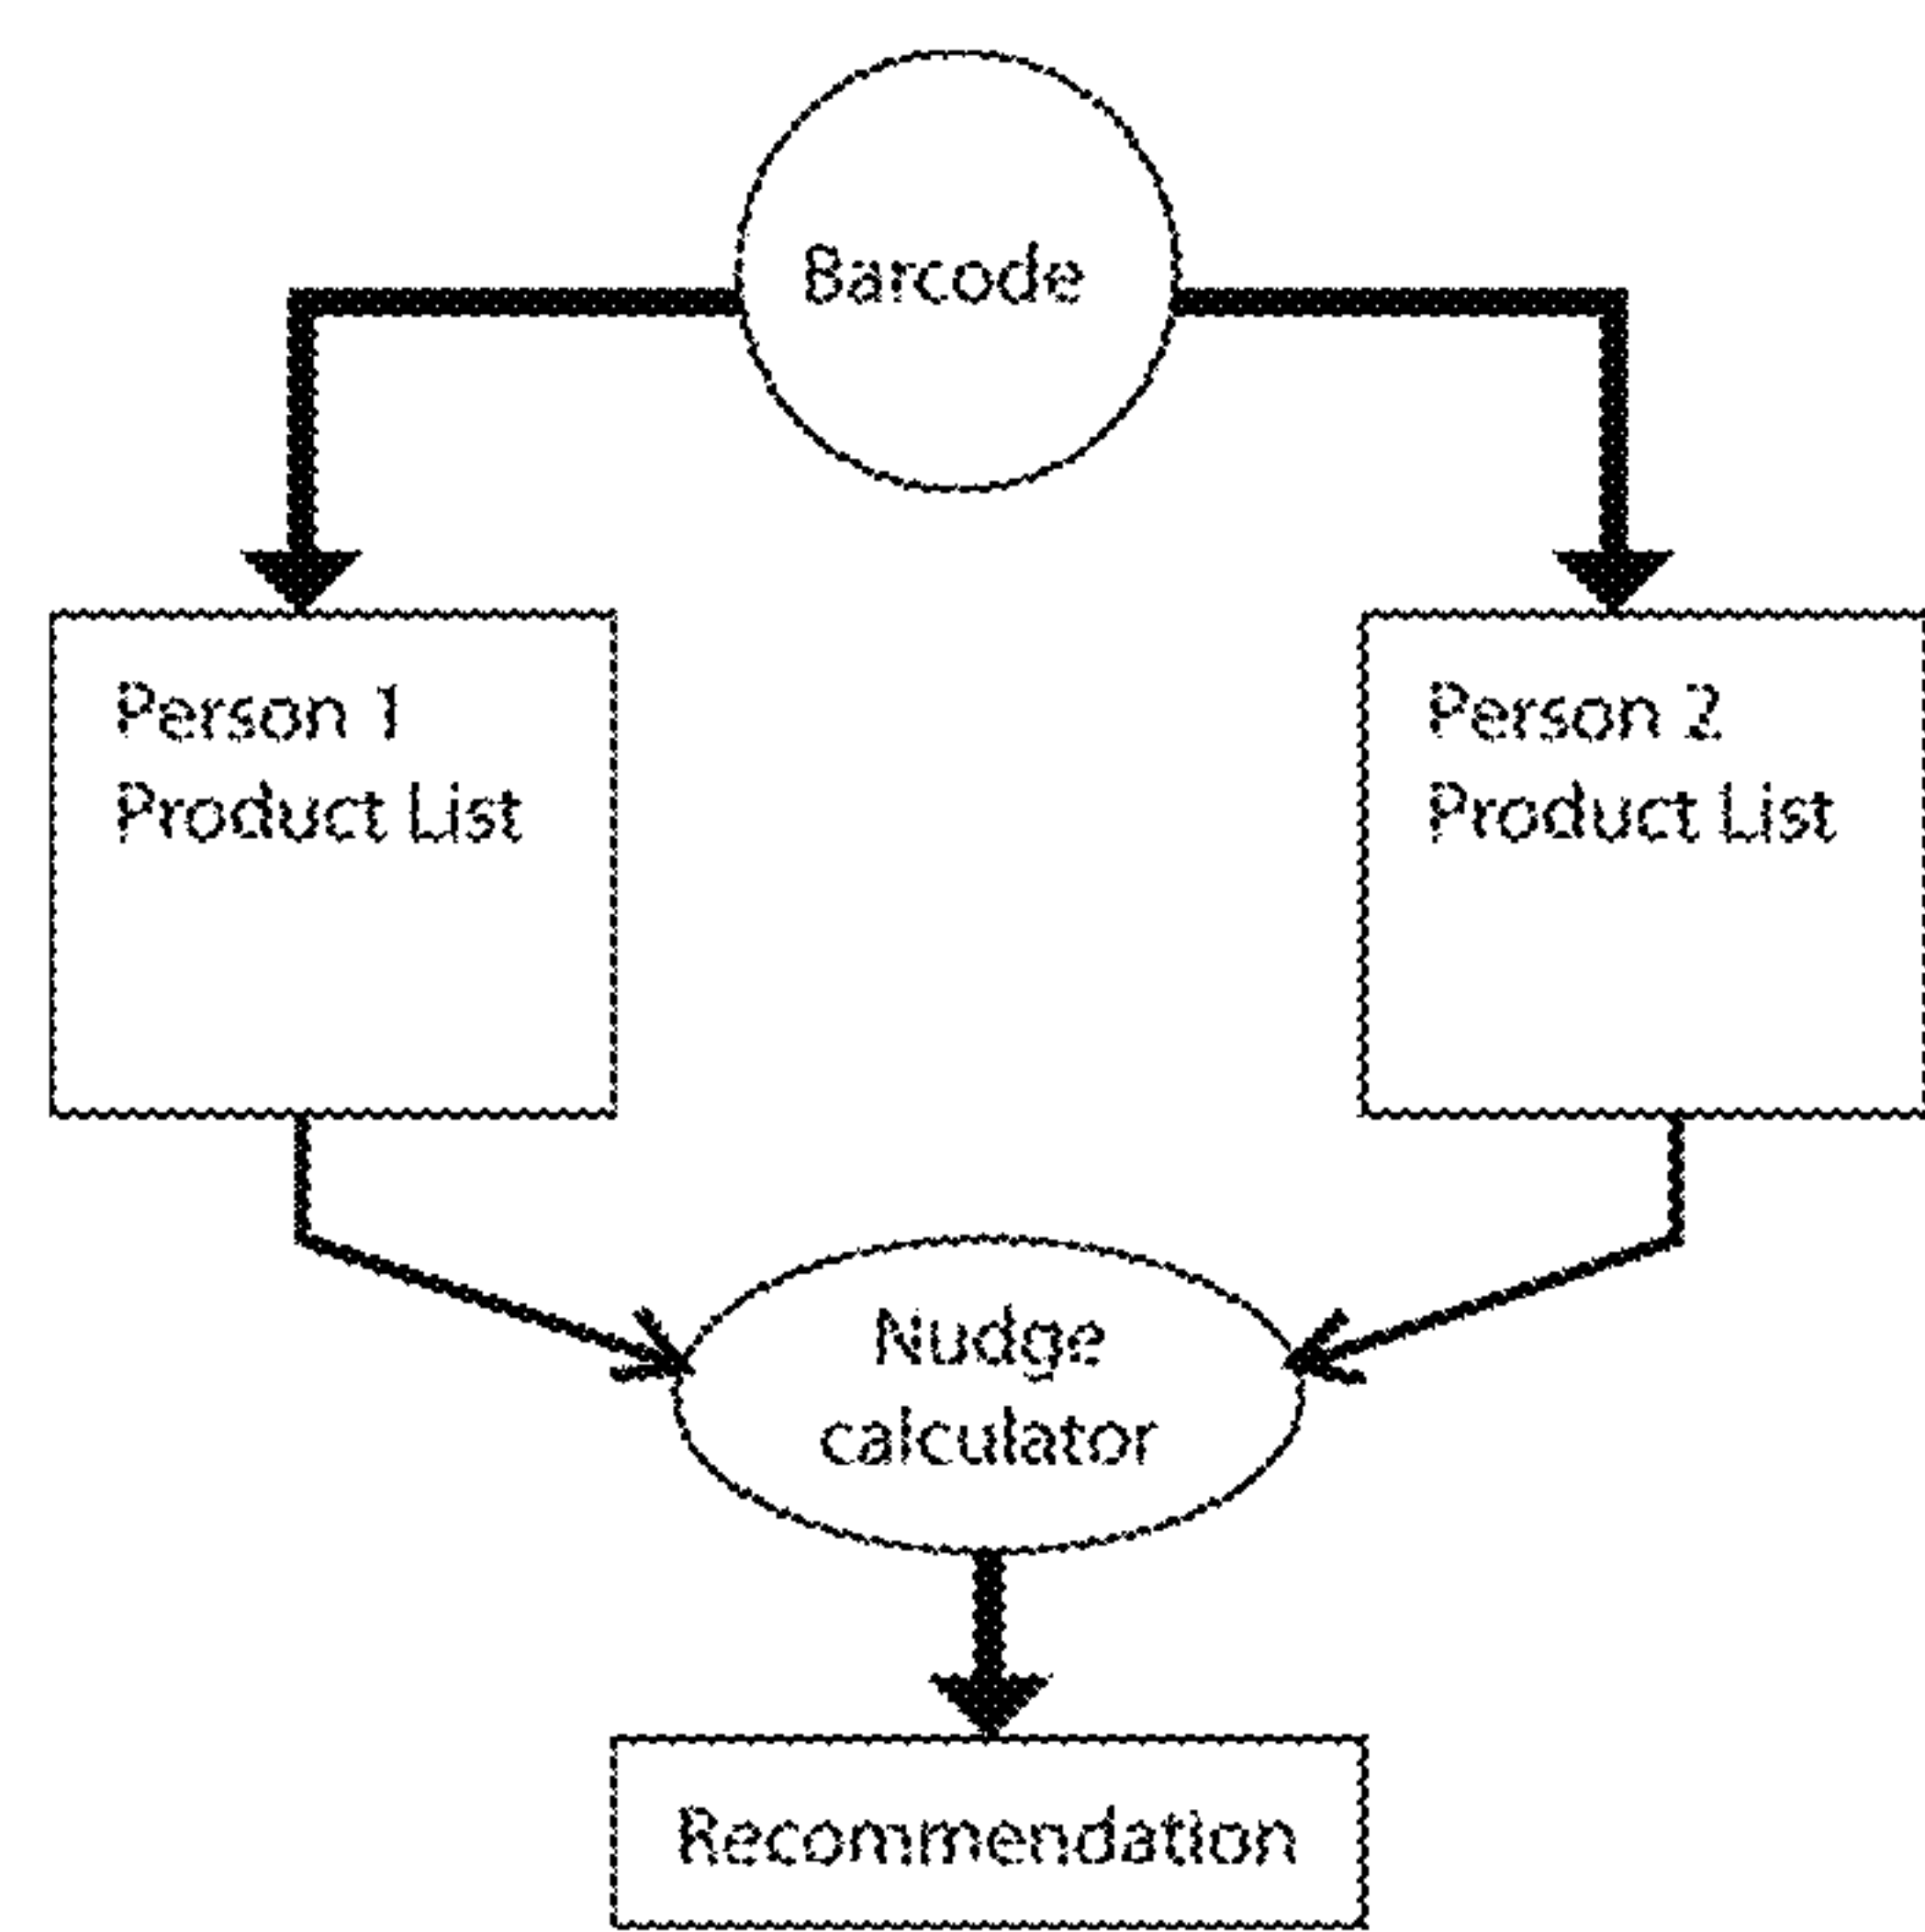 Barcode
Person 1
Product List
Person 2
Product List
Nudge
calculator
Recommendation